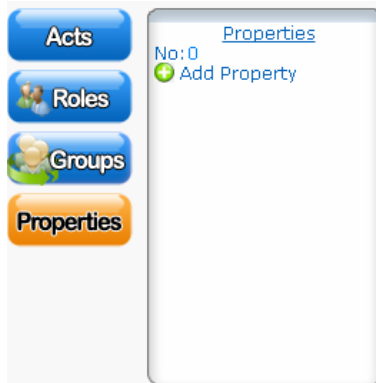 Acts
Roles
Groups
Properties
Properties
No:0
Add Property